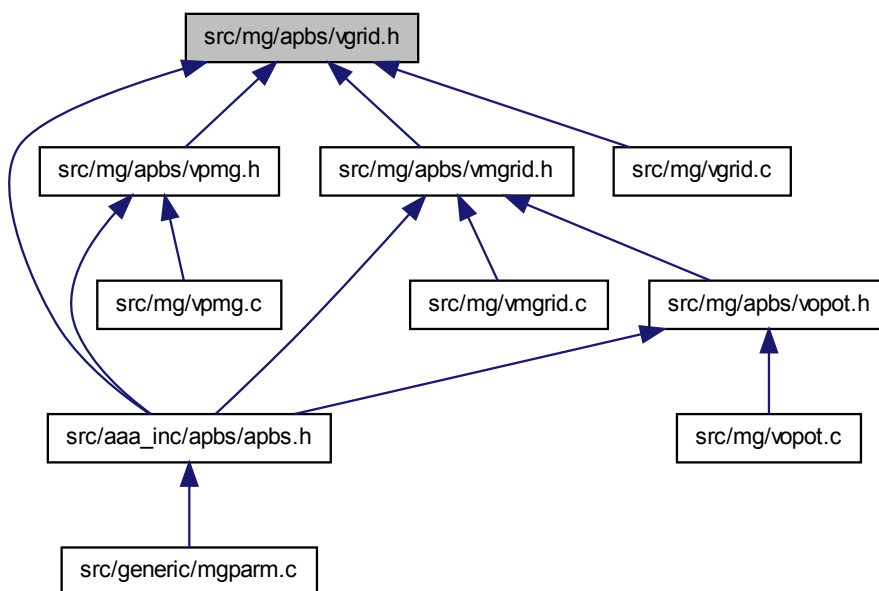 src/mg/apbs/vgrid.h
src/mg/apbs/vpmg.h
src/mg/apbs/vmgrid.h
src/mg/vgrid.c
src/mg/vpmg.c
src/mg/vmgrid.c
src/mg/apbs/vopot.h
src/aaa_inc/apbs/apbs.h
src/mg/vopot.c
src/generic/mgparm.c